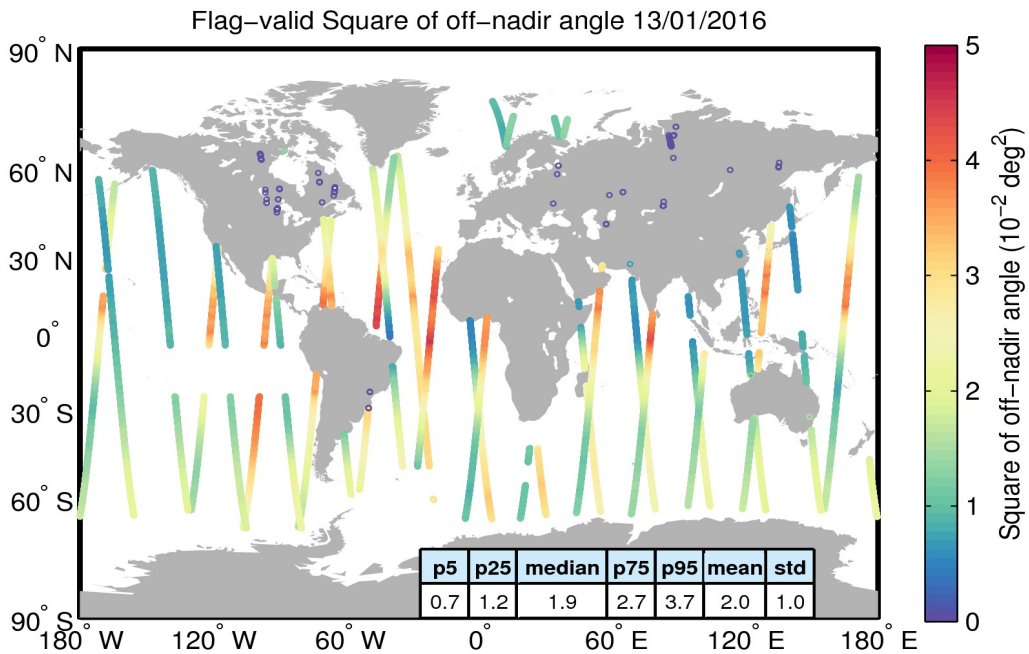 Flag−valid Square of off−nadir angle 13/01/2016
90° N
60° N
30° N
0°
30° S
60° S
90° S
180° W
120° W
60° W
0°
60° E
120° E
180° E
p5 p25 median p75 p95 mean std
0.7 1.2 1.9 2.7 3.7 2.0 1.0
5
4
3
2
1
0
Square of off−nadir angle (10⁻² deg²)